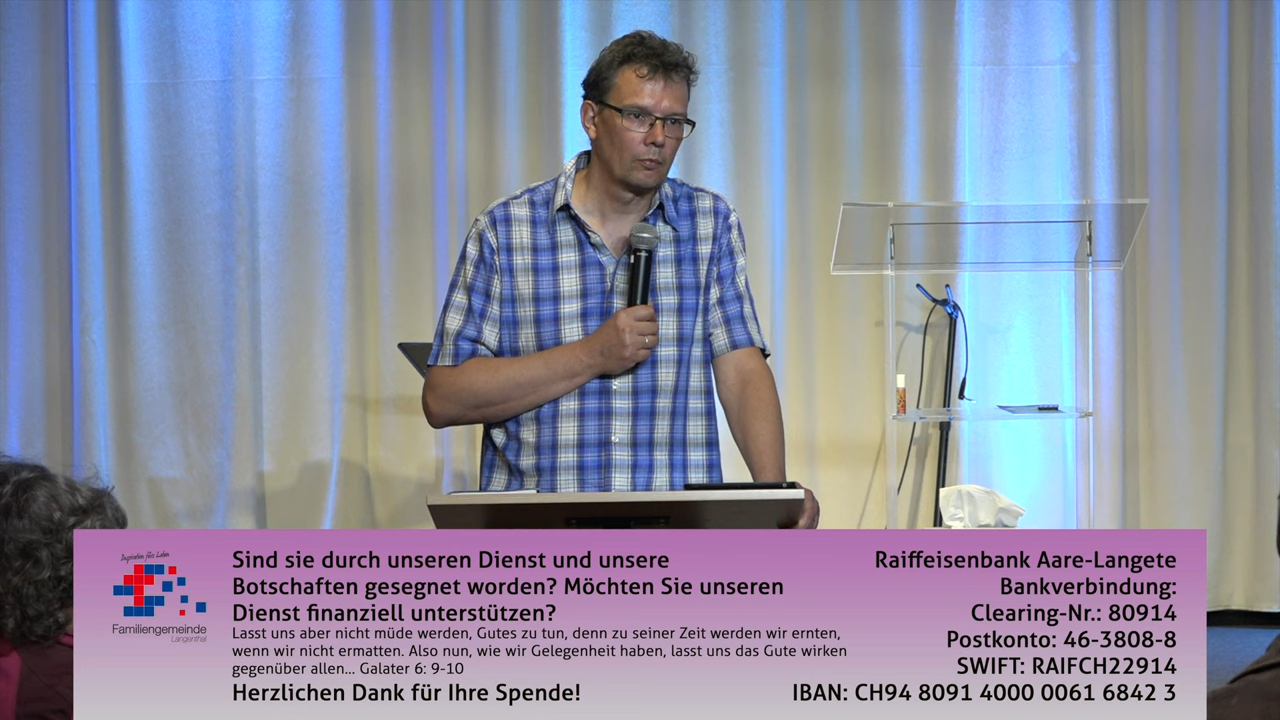 Inspiration fürs Leben
Familiengemeinde
Langenthal
Sind sie durch unseren Dienst und unsere
Botschaften gesegnet worden? Möchten Sie unseren
Dienst finanziell unterstützen?
Lasst uns aber nicht müde werden, Gutes zu tun, denn zu seiner Zeit werden wir ernten,
wenn wir nicht ermatten. Also nun, wie wir Gelegenheit haben, lasst uns das Gute wirken
gegenüber allen... Galater 6: 9-10
Herzlichen Dank für Ihre Spende!
Raiffeisenbank Aare-Langete
Bankverbindung:
Clearing-Nr.: 80914
Postkonto: 46-3808-8
SWIFT: RAIFCH22914
IBAN: CH94 8091 4000 0061 6842 3